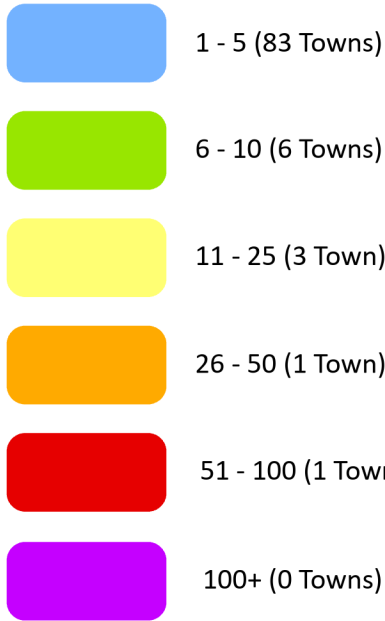 1 - 5 (83 Towns)
6 - 10 (6 Towns)
11 - 25 (3 Town)
26 - 50 (1 Town)
51 - 100 (1 Town
100+ (0 Towns)